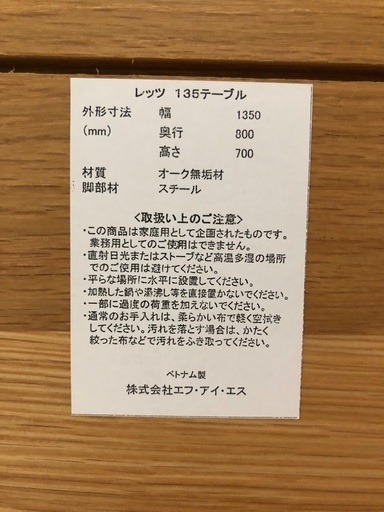 レッツ 135テーブル
外形寸法 幅 1350
(mm) 奥行 800
高さ 700
材質 オーク無垢材
脚部材 スチール
<取扱い上のご注意>
・この商品は家庭用として企画されたものです。
業務用としてのご使用はできません。
・直射日光またはストーブなど高温多湿の場所
でのご使用は避けてください。
・平らな場所に水平に設置してください。
・加熱した鍋や湯沸し等を直接置かないでください。
・一部に過度の荷重を加えないでください。
・通常のお手入れは、柔らかい布で軽く空拭き
してください。汚れを落とす場合は、かたく
絞った布などで汚れをふき取ってください。
ベトナム製
株式会社エフ・アイ・エス